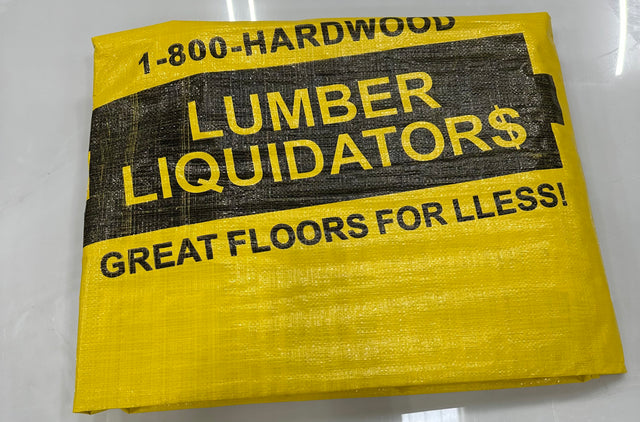 1-800-HARDWOOD
LUMBER
LIQUIDATOR$
GREAT FLOORS FOR LLESS!